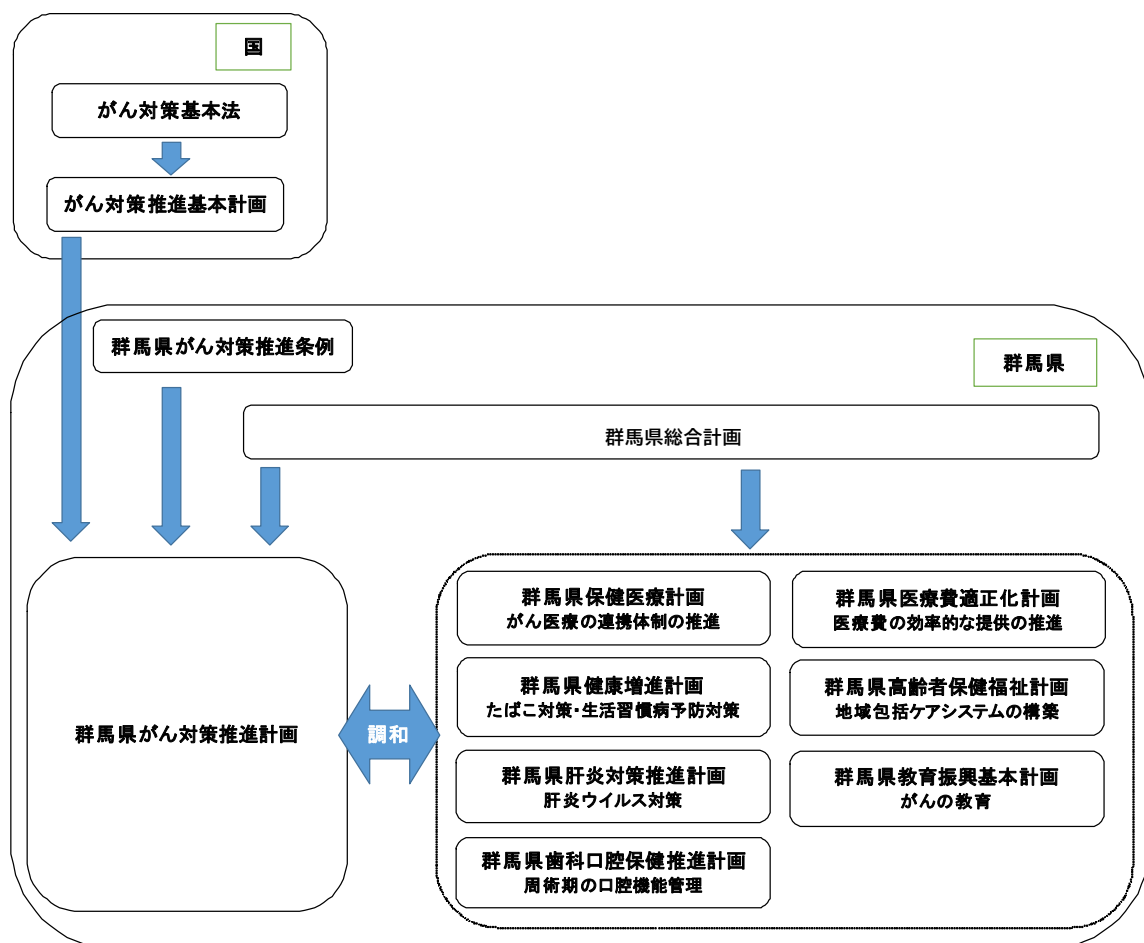 国
がん対策基本法
がん対策推進基本計画
群馬県がん対策推進条例
群馬県
群馬県総合計画
群馬県がん対策推進計画
調和
群馬県保健医療計画
がん医療の連携体制の推進
群馬県医療費適正化計画
医療費の効率的な提供の推進
群馬県健康増進計画
たばこ対策・生活習慣病予防対策
群馬県高齢者保健福祉計画
地域包括ケアシステムの構築
群馬県肝炎対策推進計画
肝炎ウイルス対策
群馬県教育振興基本計画
がんの教育
群馬県歯科口腔保健推進計画
周術期の口腔機能管理